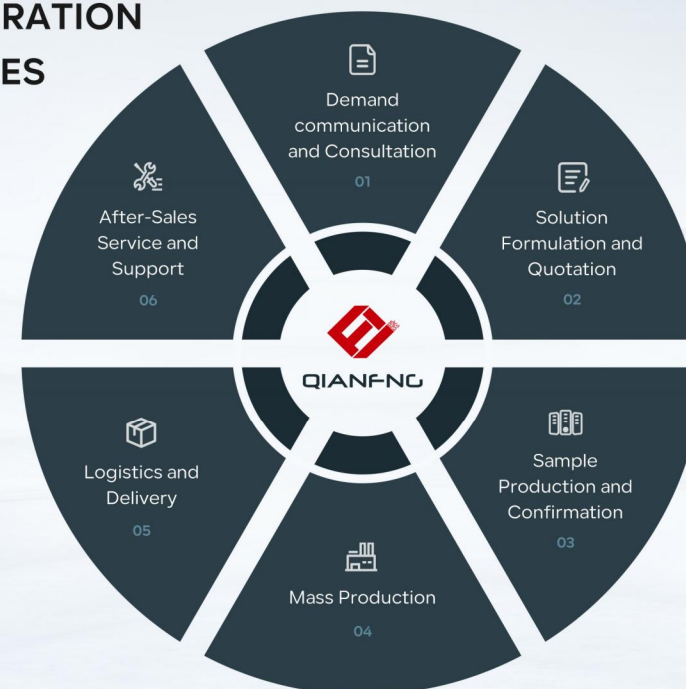 RATION
ES
Demand
communication
and Consultation
01
Solution
Formulation and
Quotation
02
Sample
Production and
Confirmation
03
Mass Production
04
Logistics and
Delivery
05
After-Sales
Service and
Support
06
QIANFNG